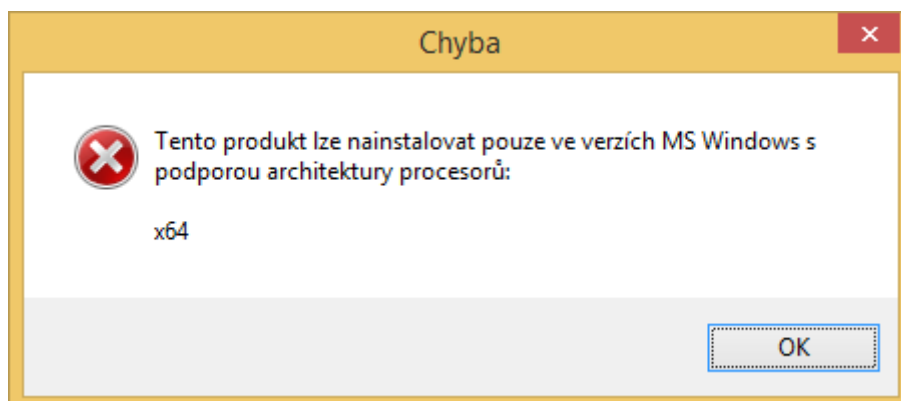 Chyba
Tento produkt lze nainstalovat pouze ve verzích MS Windows s
podporou architektury procesorů:
x64
OK